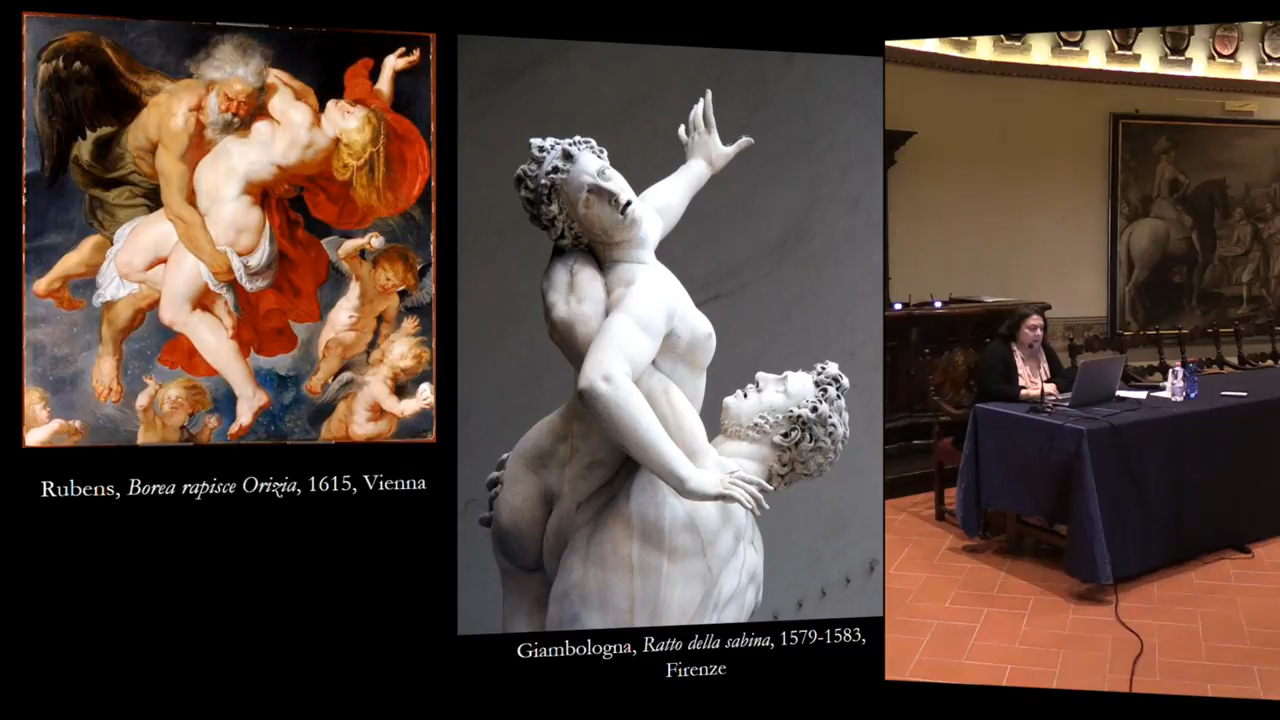 Rubens, Borea rapisce Orizia, 1615, Vienna
Giambologna, Ratto della sabina, 1579-1583,
Firenze